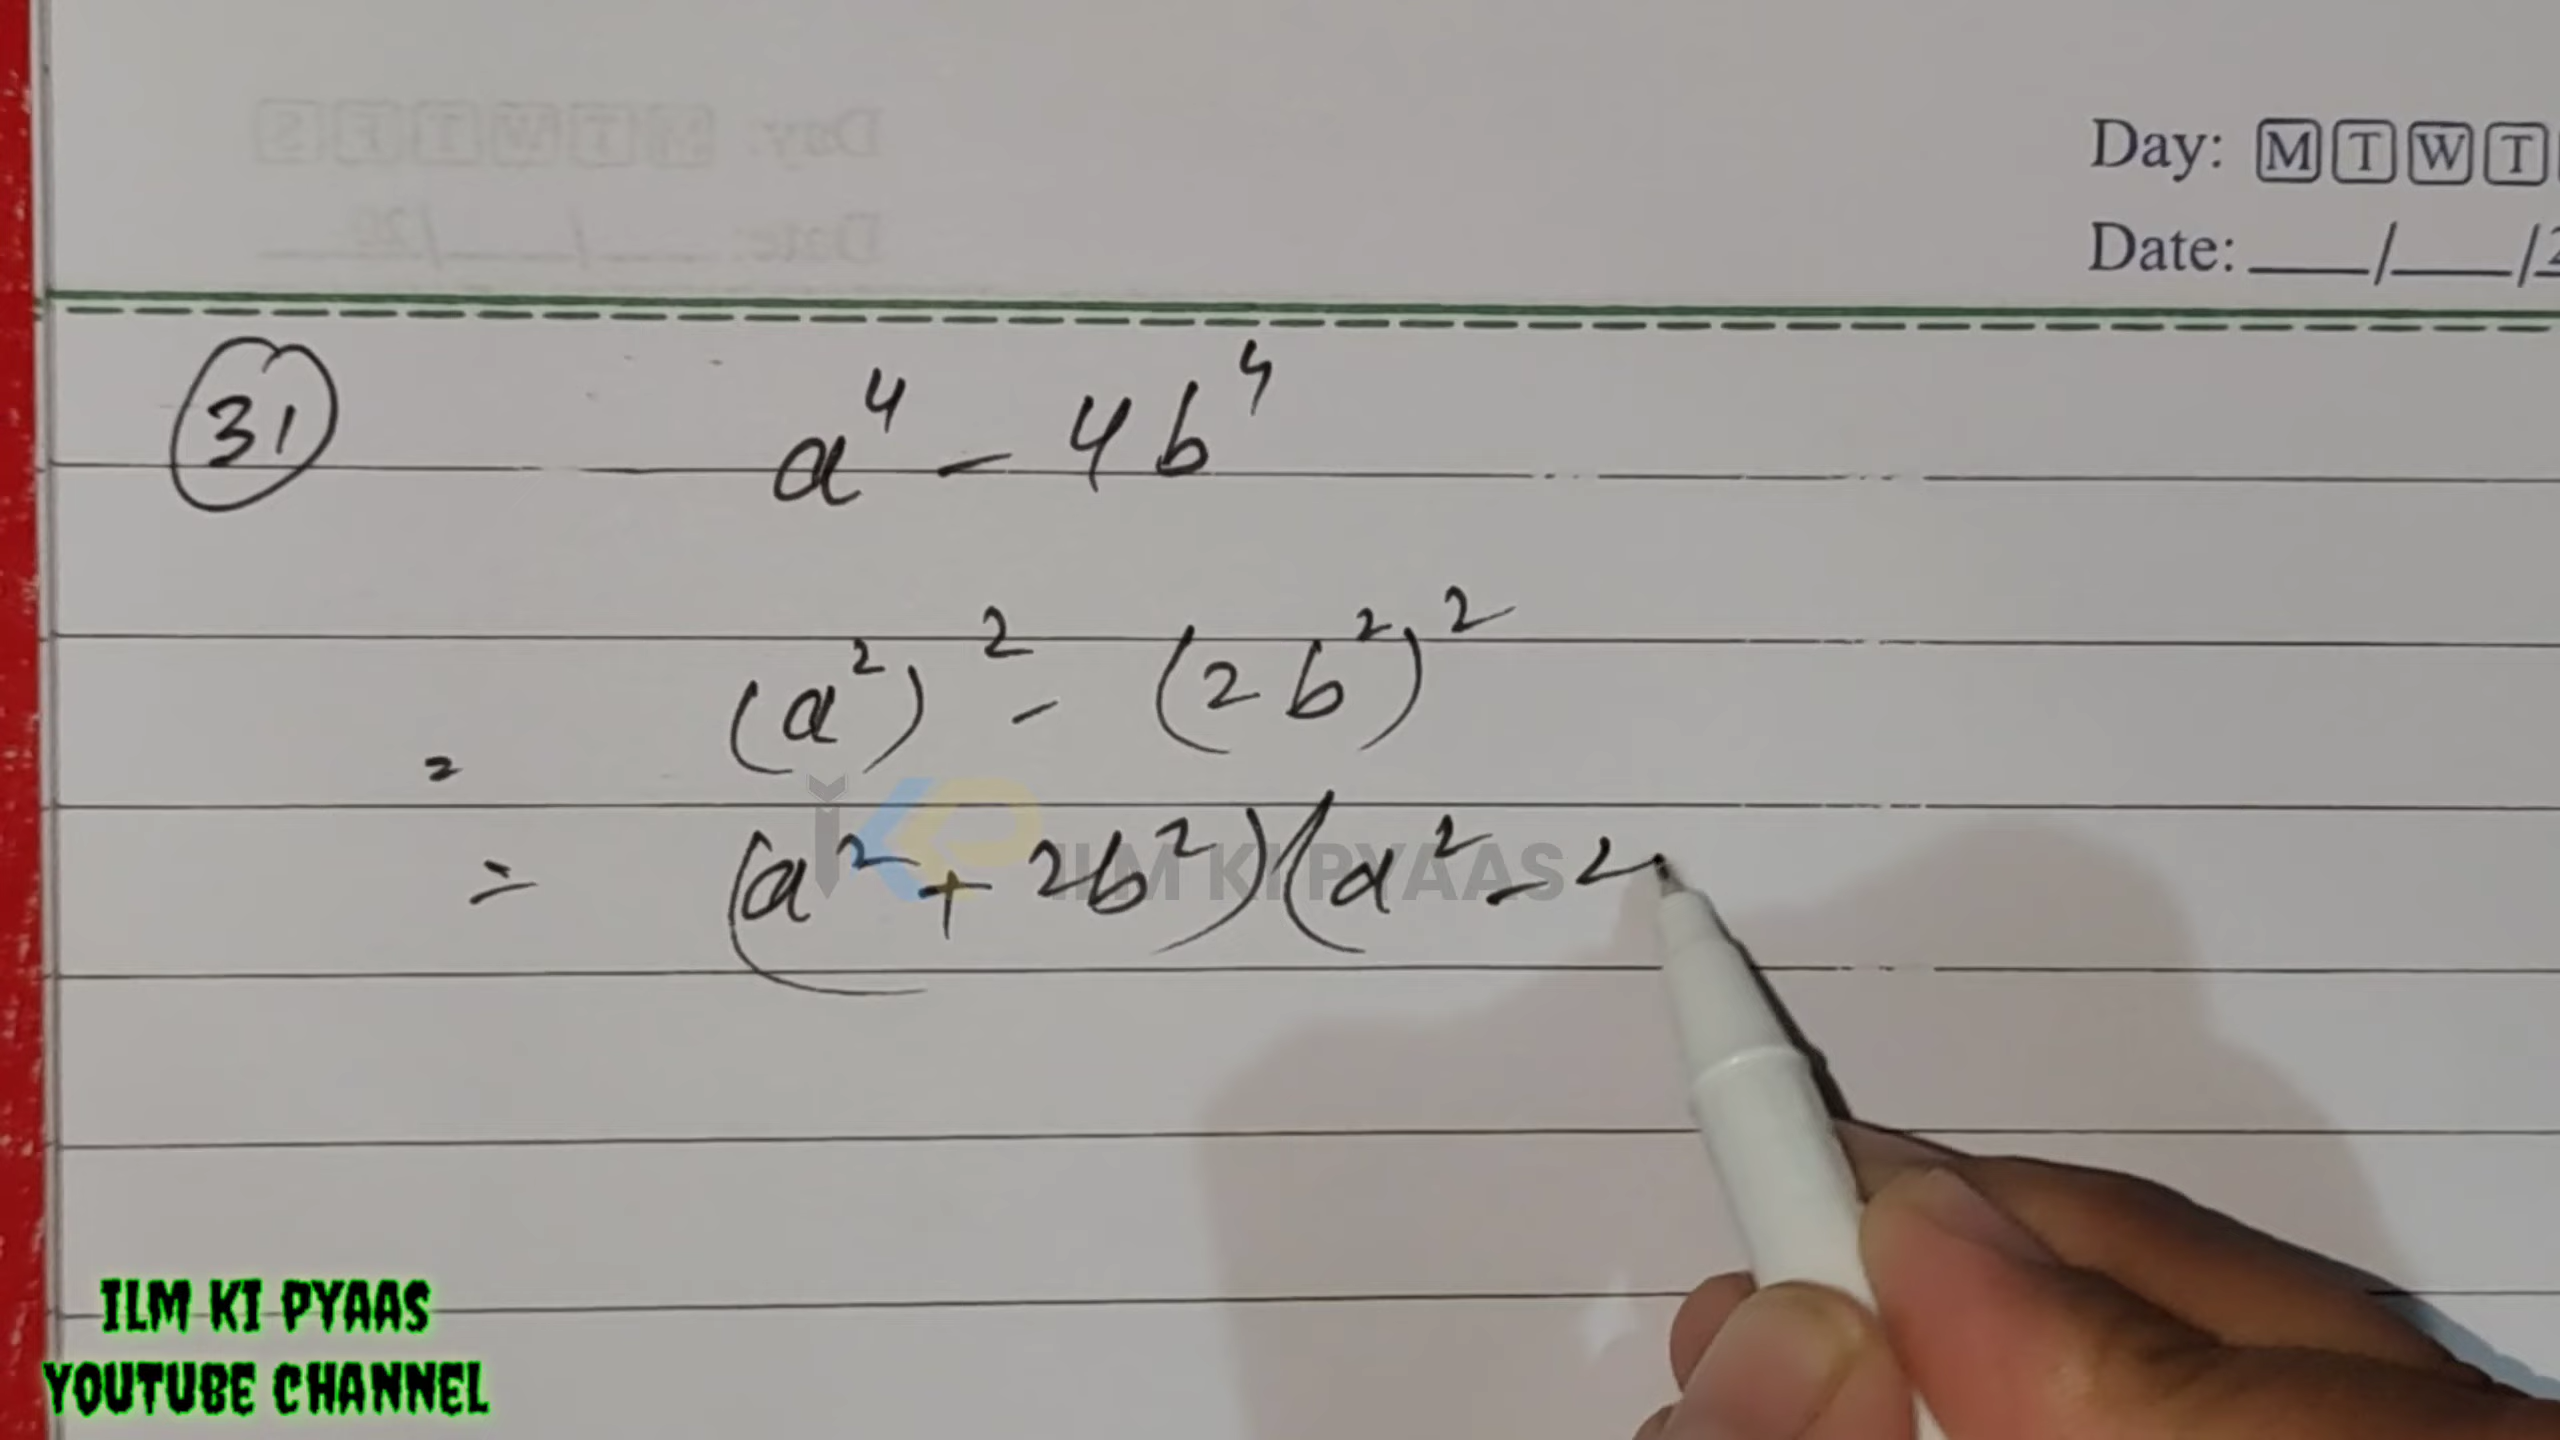 Day: M T W T
Date: ___/___/2
31 a⁴ - 4b⁴
(a²)² - (2b²)²
=
= (a² + 2b²)(a² - 2
ILM KI PYAAS
ILM KI PYAAS
YOUTUBE CHANNEL